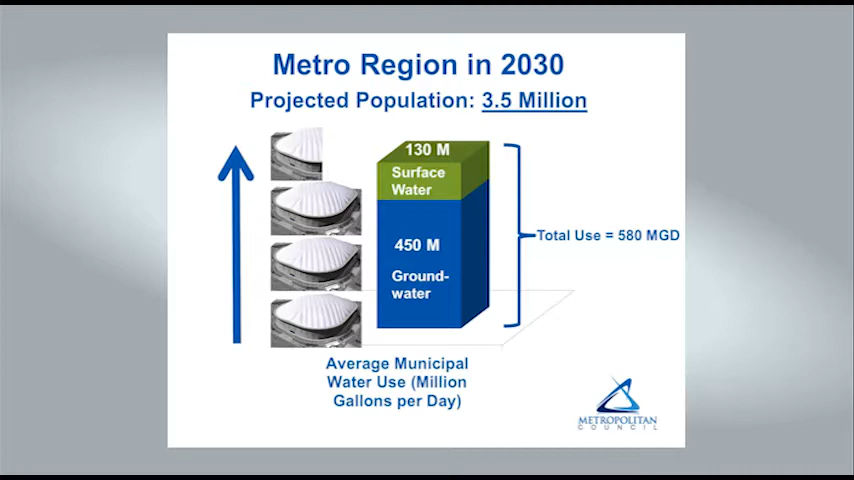 Metro Region in 2030
Projected Population: 3.5 Million
130 M
Surface
Water
450 M
Ground-
water
Total Use = 580 MGD
Average Municipal
Water Use (Million
Gallons per Day)
METROPOLITAN
COUNCIL